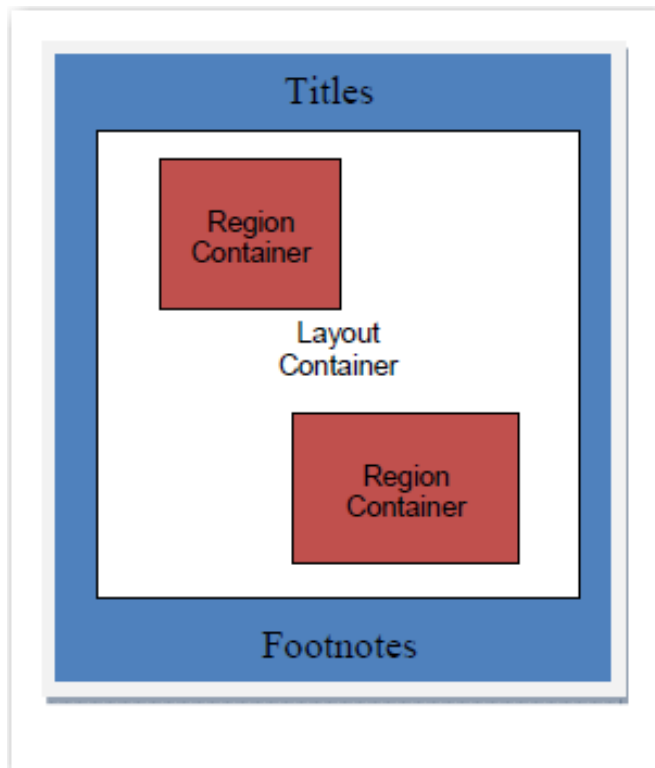 Titles
Region
Container
Layout
Container
Region
Container
Footnotes